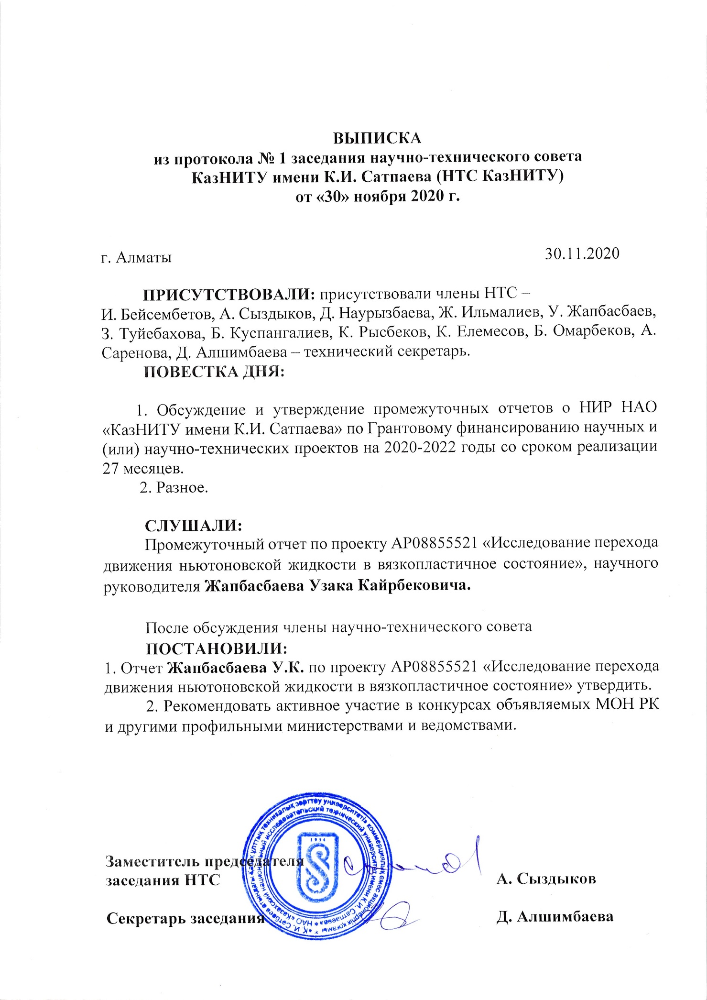 ВЫПИСКА
из протокола № 1 заседания научно-технического совета
КазНИТУ имени К.И. Сатпаева (НТС КазНИТУ)
от «30» ноября 2020 г.
г. Алматы 30.11.2020
ПРИСУТСТВОВАЛИ: присутствовали члены НТС –
И. Бейсембетов, А. Сыздыков, Д. Наурызбаева, Ж. Ильмалиев, У. Жапбасбаев,
З. Туйебахова, Б. Куспангалиев, К. Рысбеков, К. Елемесов, Б. Омарбеков, А.
Саренова, Д. Алшимбаева – технический секретарь.
ПОВЕСТКА ДНЯ:
1. Обсуждение и утверждение промежуточных отчетов о НИР НАО
«КазНИТУ имени К.И. Сатпаева» по Грантовому финансированию научных и
(или) научно-технических проектов на 2020-2022 годы со сроком реализации
27 месяцев.
2. Разное.
СЛУШАЛИ:
Промежуточный отчет по проекту АР08855521 «Исследование перехода
движения ньютоновской жидкости в вязкопластичное состояние», научного
руководителя Жапбасбаева Узака Кайрбековича.
После обсуждения члены научно-технического совета
ПОСТАНОВИЛИ:
1. Отчет Жапбасбаева У.К. по проекту АР08855521 «Исследование перехода
движения ньютоновской жидкости в вязкопластичное состояние» утвердить.
2. Рекомендовать активное участие в конкурсах объявляемых МОН РК
и другими профильными министерствами и ведомствами.
«Қ. И. Сәтбаев атындағы Қазақ ұлттық техникалық зерттеу университеті» коммерциялық емес акционерлік қоғамы
НАО «Казахский национальный исследовательский технический университет имени К.И. Сатпаева»
1934
Заместитель председателя
заседания НТС А. Сыздыков
Секретарь заседания Д. Алшимбаева